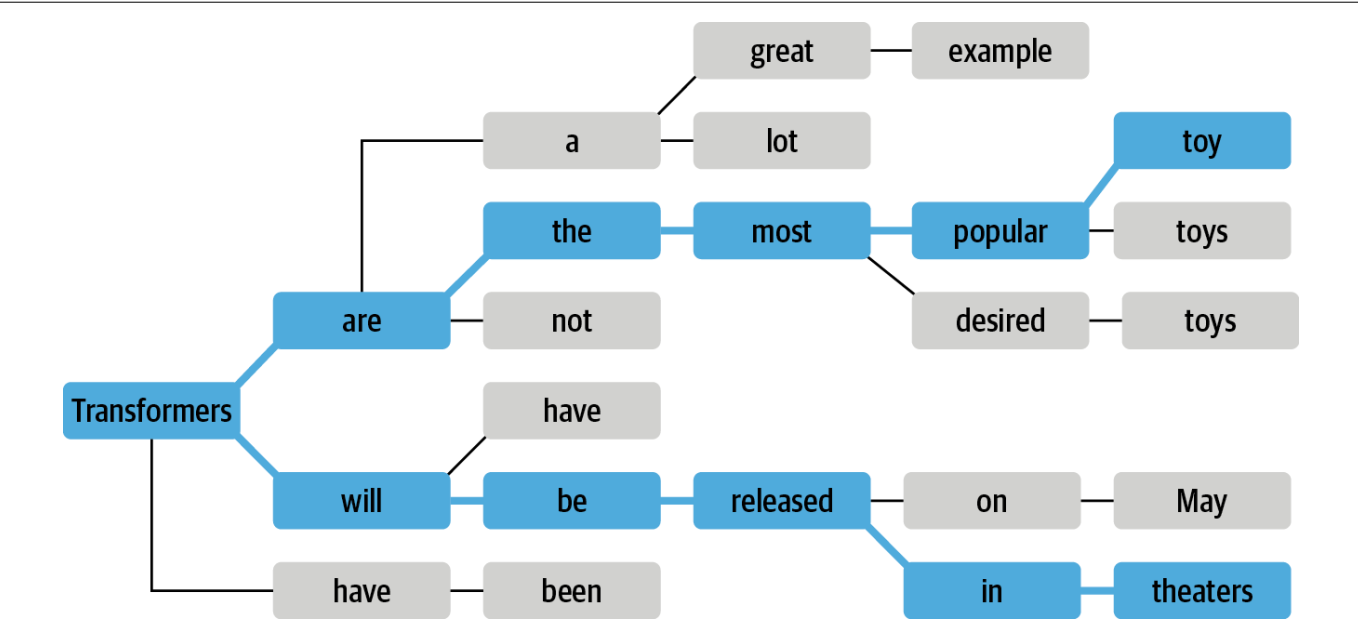 great example
a lot toy
the most popular toys
are not desired toys
Transformers have
will be released on May
have been in theaters